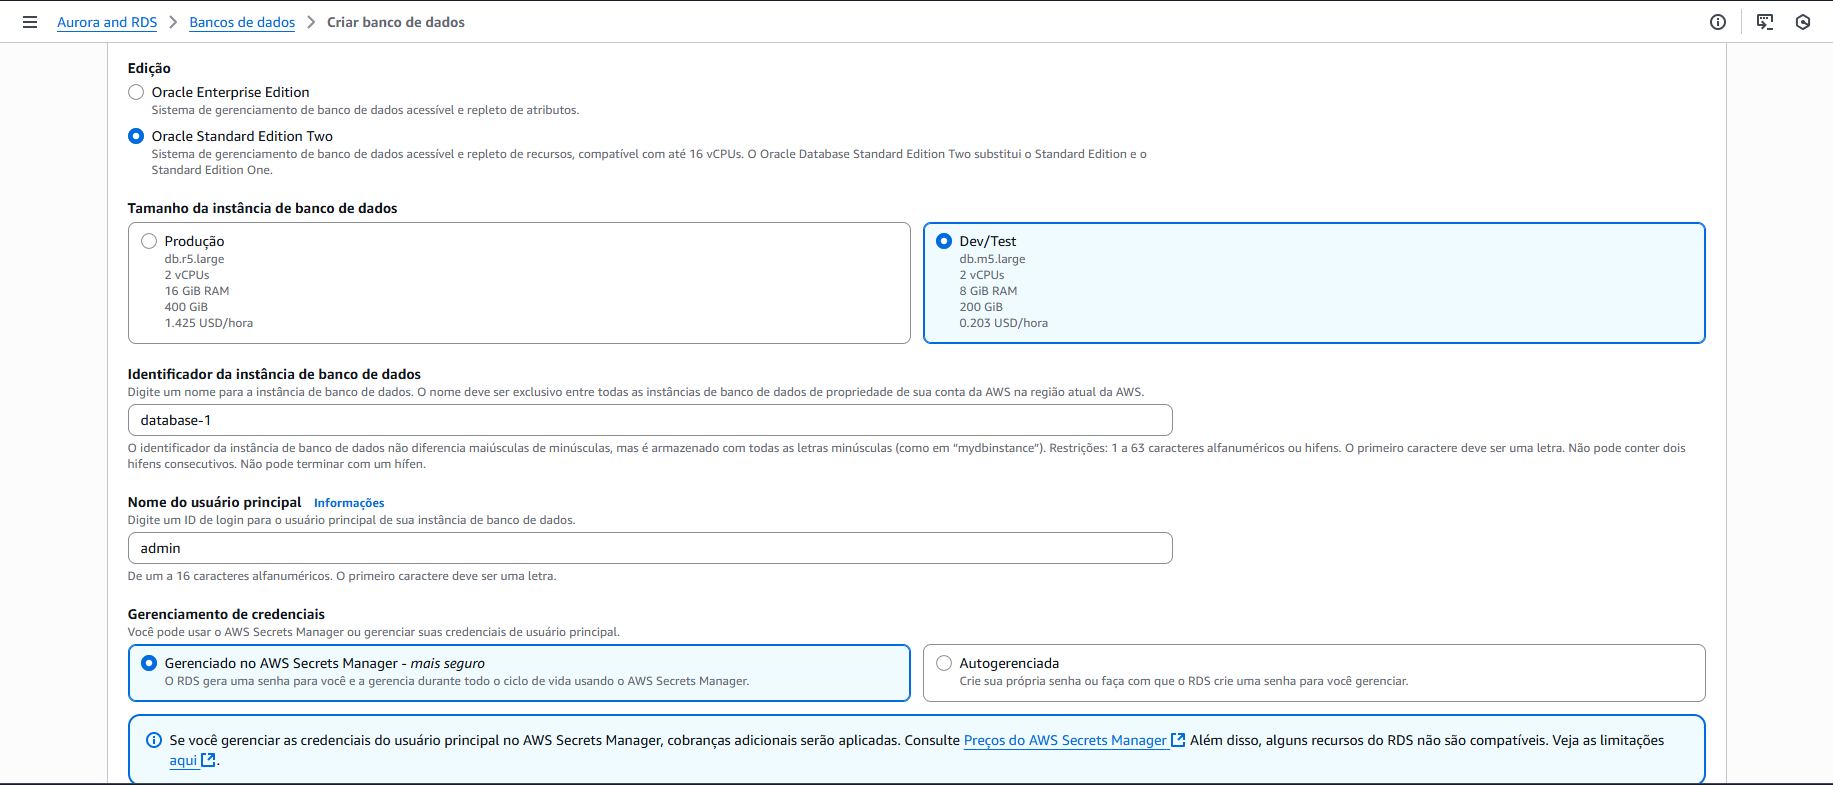 Aurora and RDS > Bancos de dados > Criar banco de dados
Edição
Oracle Enterprise Edition
Sistema de gerenciamento de banco de dados acessível e repleto de atributos.
Oracle Standard Edition Two
Sistema de gerenciamento de banco de dados acessível e repleto de recursos, compatível com até 16 vCPUs. O Oracle Database Standard Edition Two substitui o Standard Edition e o
Standard Edition One.
Tamanho da instância de banco de dados
Produção
db.r5.large
2 vCPUs
16 GiB RAM
400 GiB
1.425 USD/hora
Dev/Test
db.m5.large
2 vCPUs
8 GiB RAM
200 GiB
0.203 USD/hora
Identificador da instância de banco de dados
Digite um nome para a instância de banco de dados. O nome deve ser exclusivo entre todas as instâncias de banco de dados de propriedade de sua conta da AWS na região atual da AWS.
database-1
O identificador da instância de banco de dados não diferencia maiúsculas de minúsculas, mas é armazenado com todas as letras minúsculas (como em “mydbinstance”). Restrições: 1 a 63 caracteres alfanuméricos ou hifens. O primeiro caractere deve ser uma letra. Não pode conter dois
hifens consecutivos. Não pode terminar com um hífen.
Nome do usuário principal Informações
Digite um ID de login para o usuário principal de sua instância de banco de dados.
admin
De um a 16 caracteres alfanuméricos. O primeiro caractere deve ser uma letra.
Gerenciamento de credenciais
Você pode usar o AWS Secrets Manager ou gerenciar suas credenciais de usuário principal.
Gerenciado no AWS Secrets Manager - mais seguro
O RDS gera uma senha para você e a gerencia durante todo o ciclo de vida usando o AWS Secrets Manager.
Autogerenciada
Crie sua própria senha ou faça com que o RDS crie uma senha para você gerenciar.
Se você gerenciar as credenciais do usuário principal no AWS Secrets Manager, cobranças adicionais serão aplicadas. Consulte Preços do AWS Secrets Manager Além disso, alguns recursos do RDS não são compatíveis. Veja as limitações
aqui .